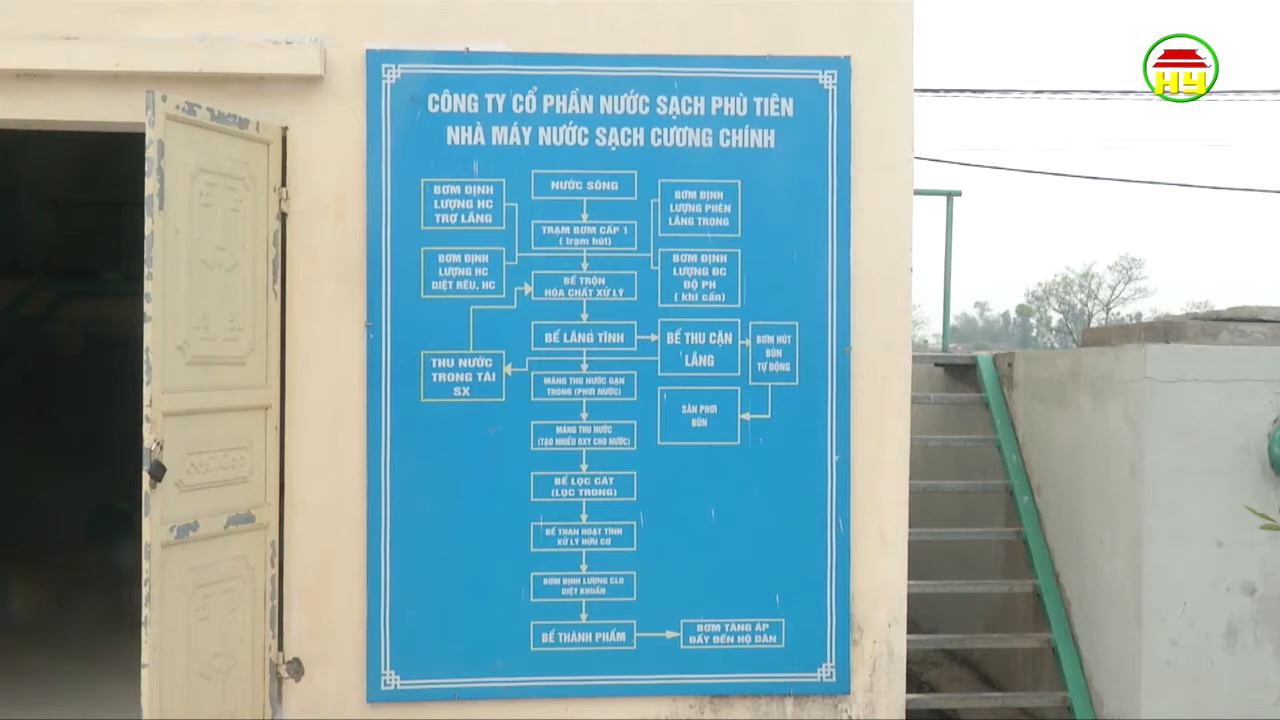 HY
CÔNG TY CỔ PHẦN NƯỚC SẠCH PHÙ TIÊN
NHÀ MÁY NƯỚC SẠCH CƯƠNG CHÍNH
BƠM ĐỊNH
LƯỢNG HC
TRỢ LẮNG
NƯỚC SÔNG
BƠM ĐỊNH
LƯỢNG PHÈN
LẮNG TRONG
TRẠM BƠM CẤP 1
( trạm hút)
BƠM ĐỊNH
LƯỢNG HC
DIỆT RÊU, HC
BƠM ĐỊNH
LƯỢNG ĐC
ĐỘ PH
( khi cần)
BỂ TRỘN
HÓA CHẤT XỬ LÝ
BỂ LẮNG TĨNH
BỂ THU CẶN
LẮNG
BƠM HÚT
BÙN
TỰ ĐỘNG
THU NƯỚC
TRONG TÁI
SX
MÁNG THU NƯỚC GẠN
TRONG (PHƠI NƯỚC)
SÂN PHƠI
BÙN
MÁNG THU NƯỚC
(TẠO NHIỀU OXY CHO NƯỚC)
BỂ LỌC CÁT
(LỌC TRONG)
BỂ THAN HOẠT TÍNH
XỬ LÝ HỮU CƠ
BƠM ĐỊNH LƯỢNG CLO
DIỆT KHUẨN
BỂ THÀNH PHẨM
BƠM TĂNG ÁP
ĐẨY ĐẾN HỘ DÂN